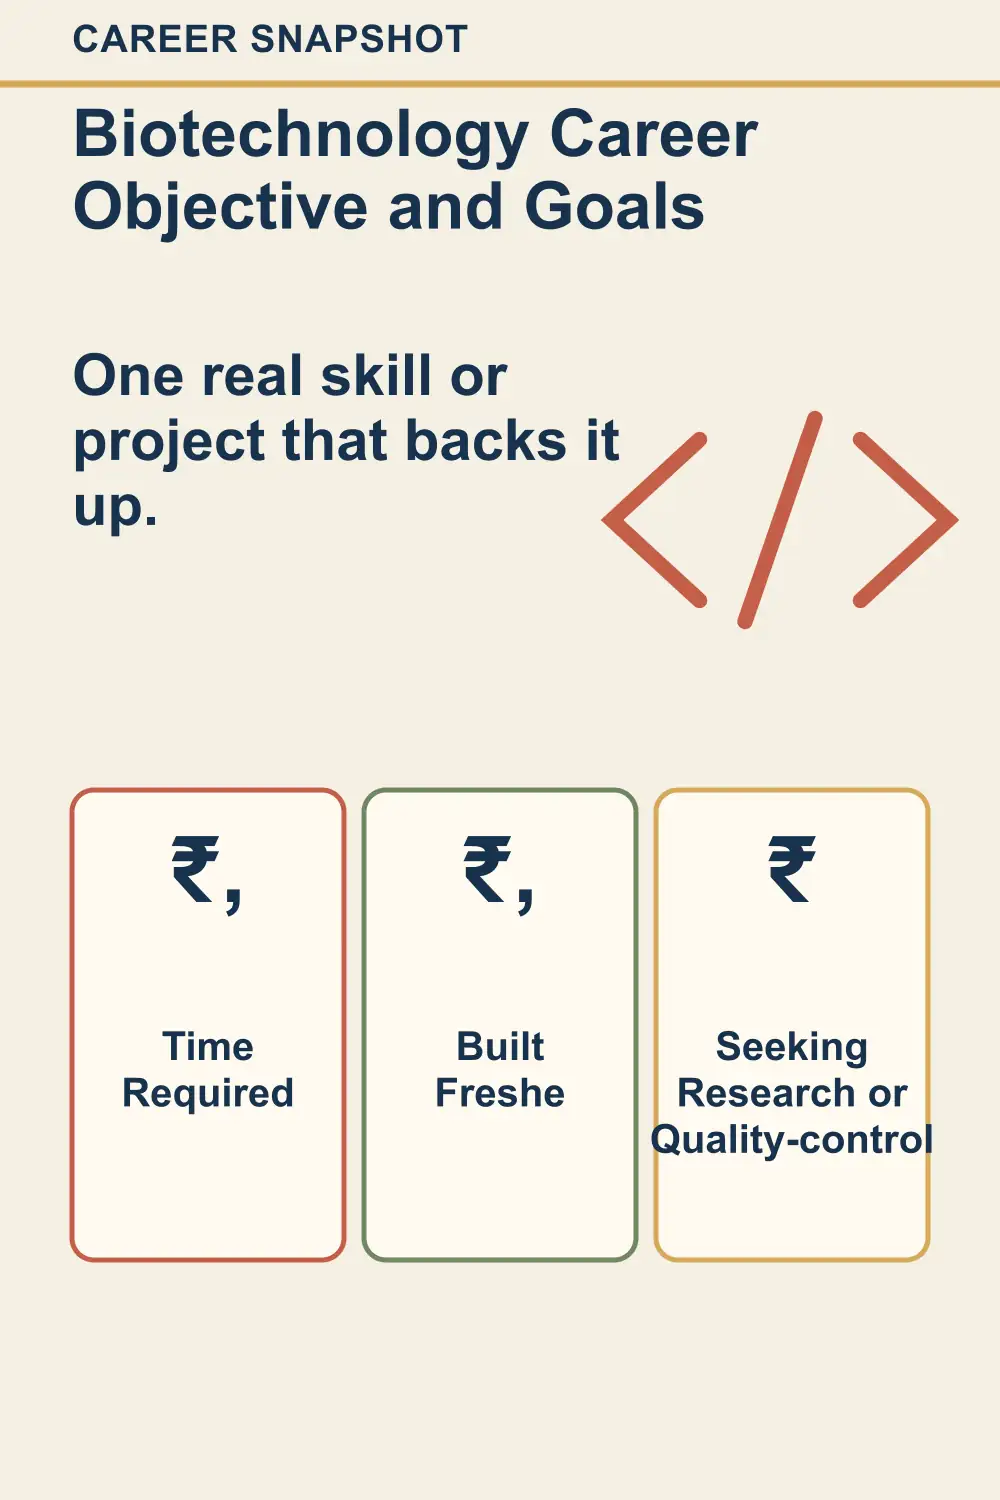 CAREER SNAPSHOT
Biotechnology Career
Objective and Goals
One real skill or
project that backs it
up.
</>
₹,
Time
Required
₹,
Built
Freshe
₹
Seeking
Research or
Quality-control